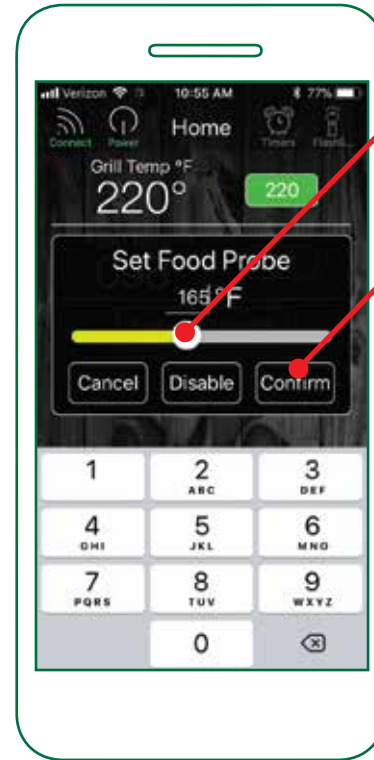 Verizon 10:55 AM 77%
Connect Power Home Timers Flashli...
Grill Temp °F
220° 220
Set Food Probe
165 °F
Cancel Disable Confirm
1 2 3
ABC DEF
4 5 6
GHI JKL MNO
7 8 9
PQRS TUV WXYZ
0